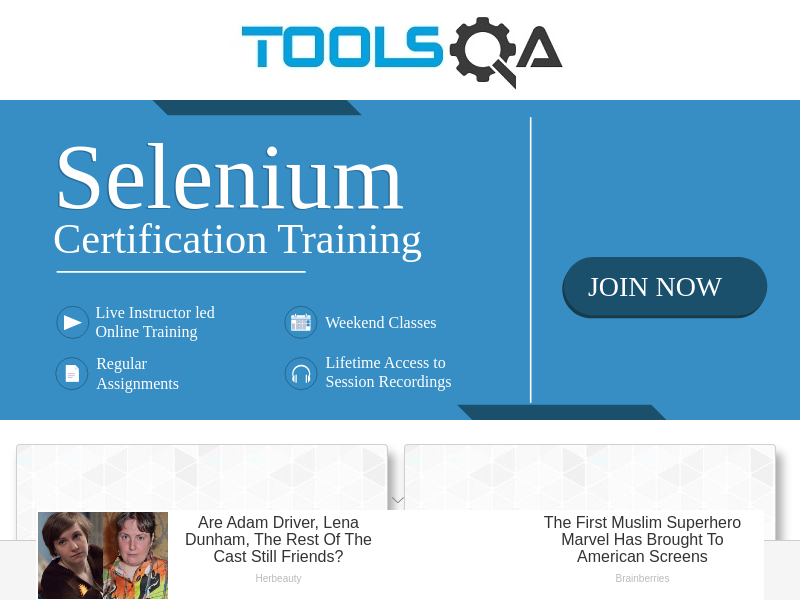 TOOLSQA
Selenium
Certification Training
JOIN NOW
Live Instructor led
Online Training
Weekend Classes
Regular
Assignments
Lifetime Access to
Session Recordings
Are Adam Driver, Lena
Dunham, The Rest Of The
Cast Still Friends?
Herbeauty
The First Muslim Superhero
Marvel Has Brought To
American Screens
Brainberries